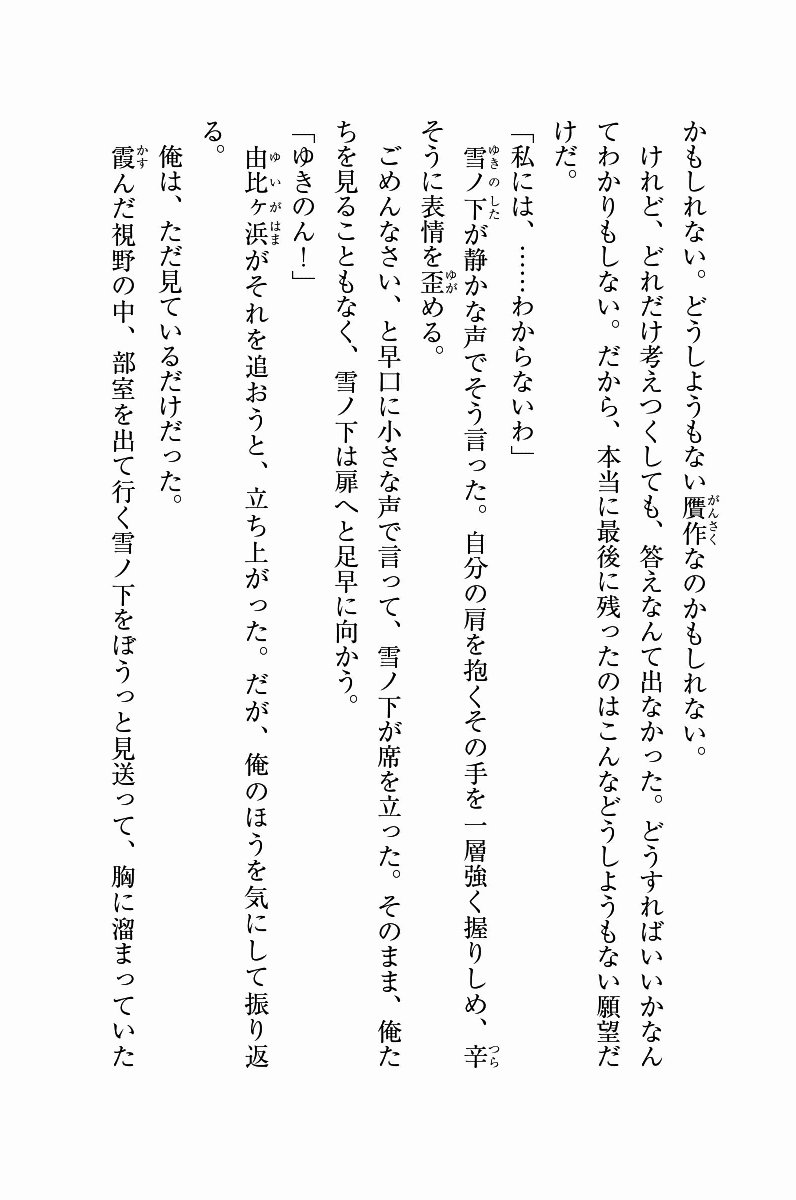 かもしれない。どうしようもない贋作なのかもしれない。
けれど、どれだけ考えつくしても、答えなんて出なかった。どうすればいいかなん
てわかりもしない。だから、本当に最後に残ったのはこんなどうしようもない願望だ
けだ。
「私には、……わからないわ」
雪ノ下が静かな声でそう言った。自分の肩を抱くその手を一層強く握りしめ、辛
そうに表情を歪める。
ごめんなさい、と早口に小さな声で言って、雪ノ下が席を立った。そのまま、俺た
ちを見ることもなく、雪ノ下は扉へと足早に向かう。
「ゆきのん！」
由比ヶ浜がそれを追おうと、立ち上がった。だが、俺のほうを気にして振り返
る。
俺は、ただ見ているだけだった。
霞んだ視野の中、部室を出て行く雪ノ下をぼうっと見送って、胸に溜まっていた